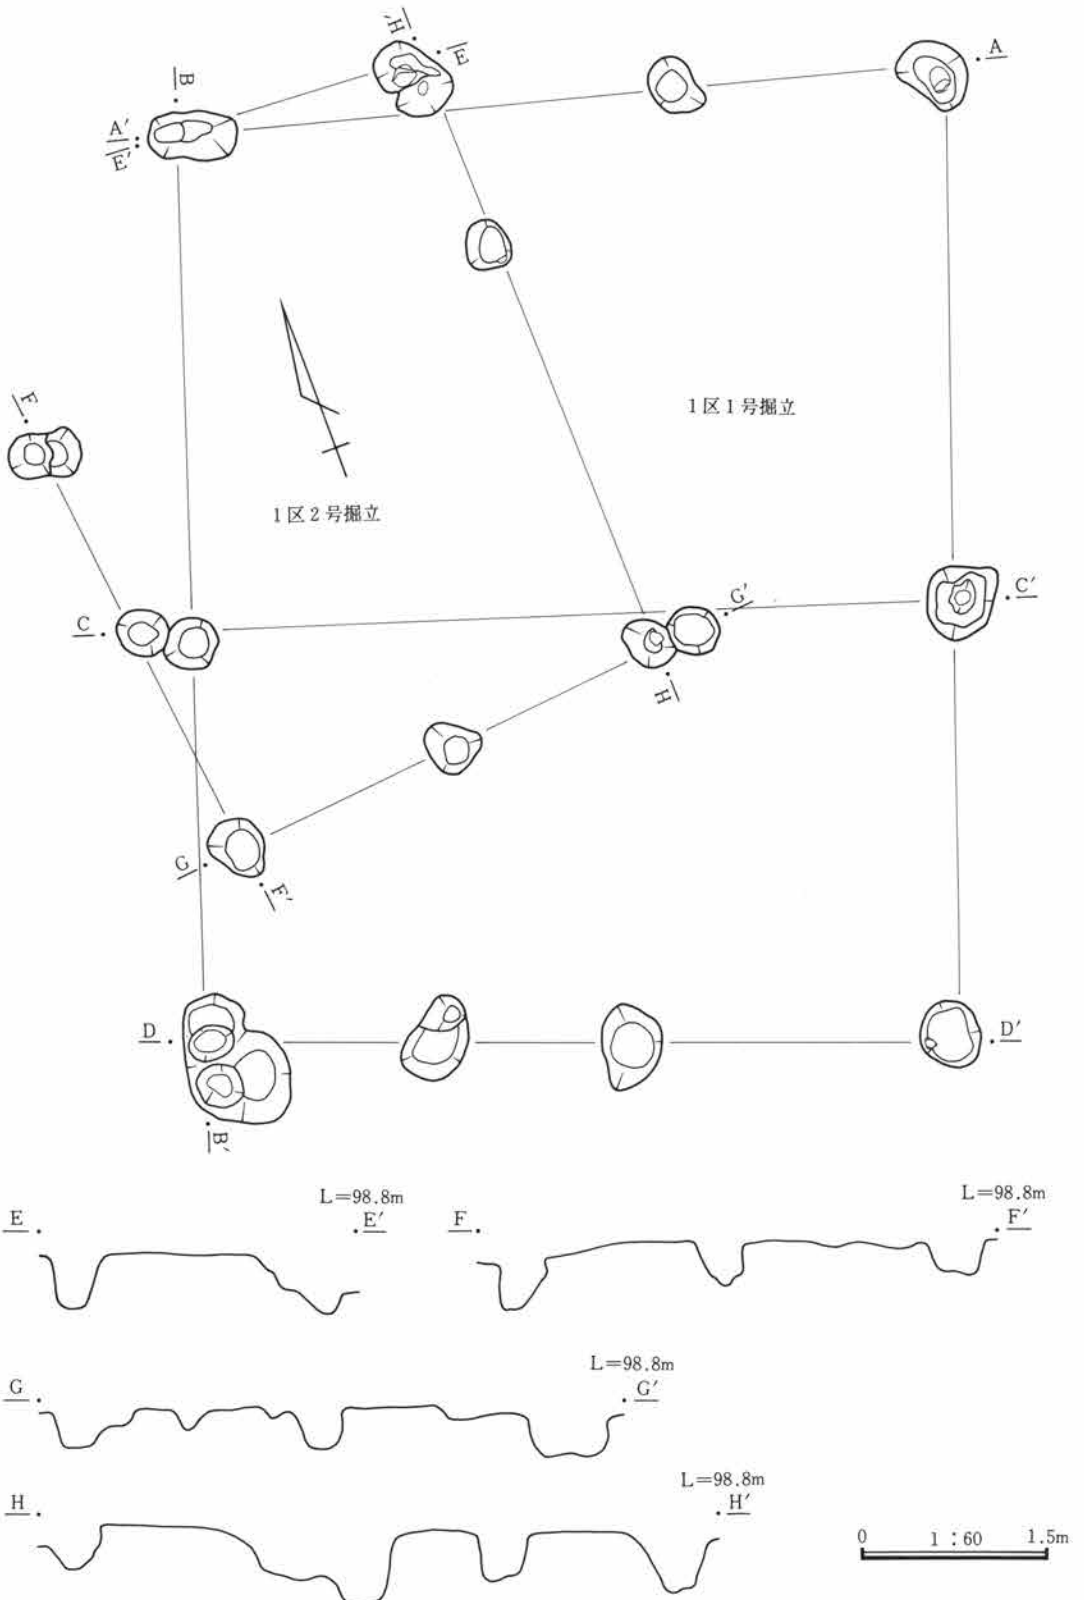 H′
E
A
B
A′
E′
1区1号掘立
F
1区2号掘立
G′
C′
C
H
G
F′
D
D′
B′
L=98.8m
L=98.8m
E
E′
F
F′
L=98.8m
G
G′
L=98.8m
H
H′
0 1:60 1.5m